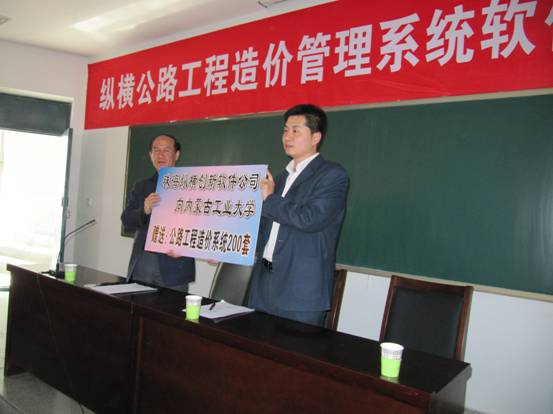 纵横公路工程造价管理系统软
珠海纵横创新软件公司
向内蒙古工业大学
赠送：公路工程造价系统200套